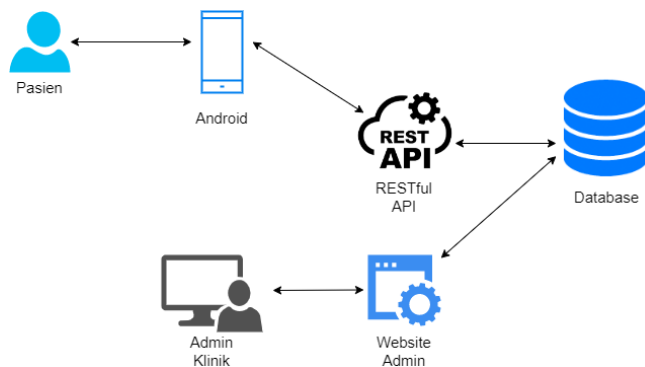 Pasien
Android
REST
API
RESTful
API
Database
Admin
Klinik
Website
Admin